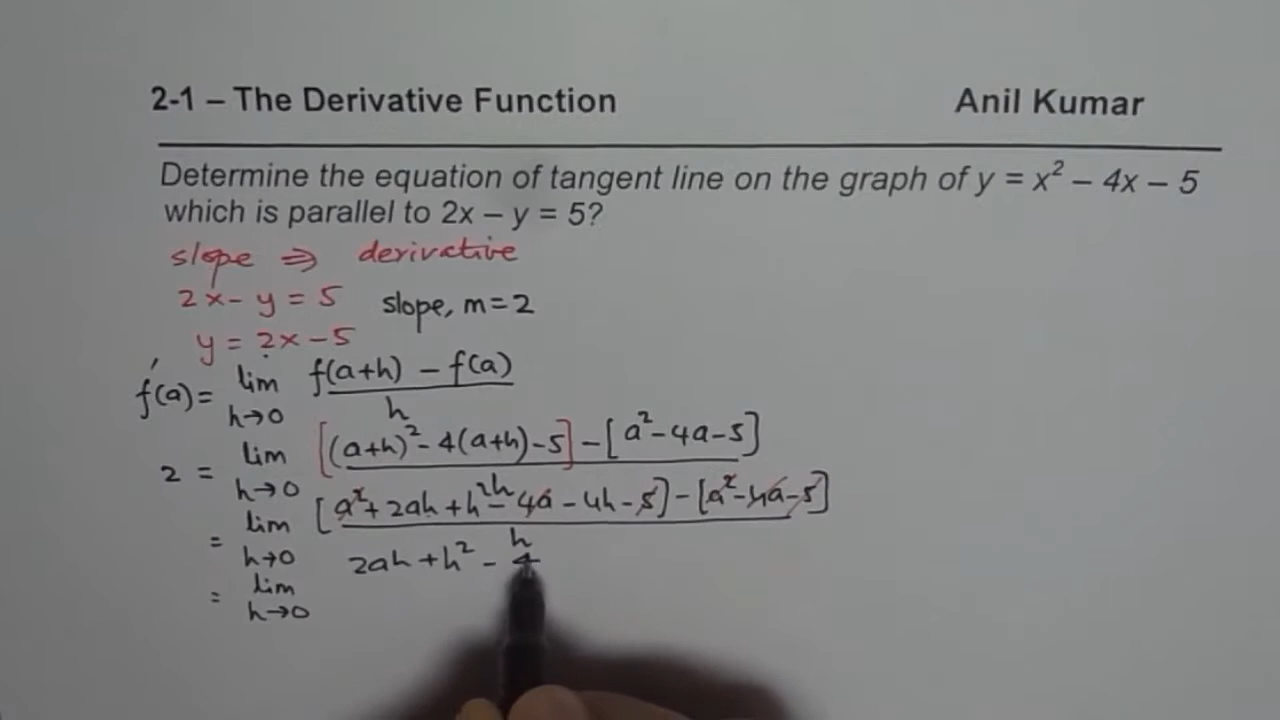 2-1 – The Derivative Function Anil Kumar
Determine the equation of tangent line on the graph of y = x² – 4x – 5
which is parallel to 2x – y = 5?
slope ⇒ derivative
2x - y = 5 slope, m = 2
y = 2x - 5
f'(a) = lim h→0 f(a+h) - f(a) / h
2 = lim h→0 [(a+h)² - 4(a+h) - 5] - [a² - 4a - 5] / h
= lim h→0 [a² + 2ah + h² - 4a - 4h - 5] - [a² - 4a - 5] / h
= lim h→0 2ah + h² - 4